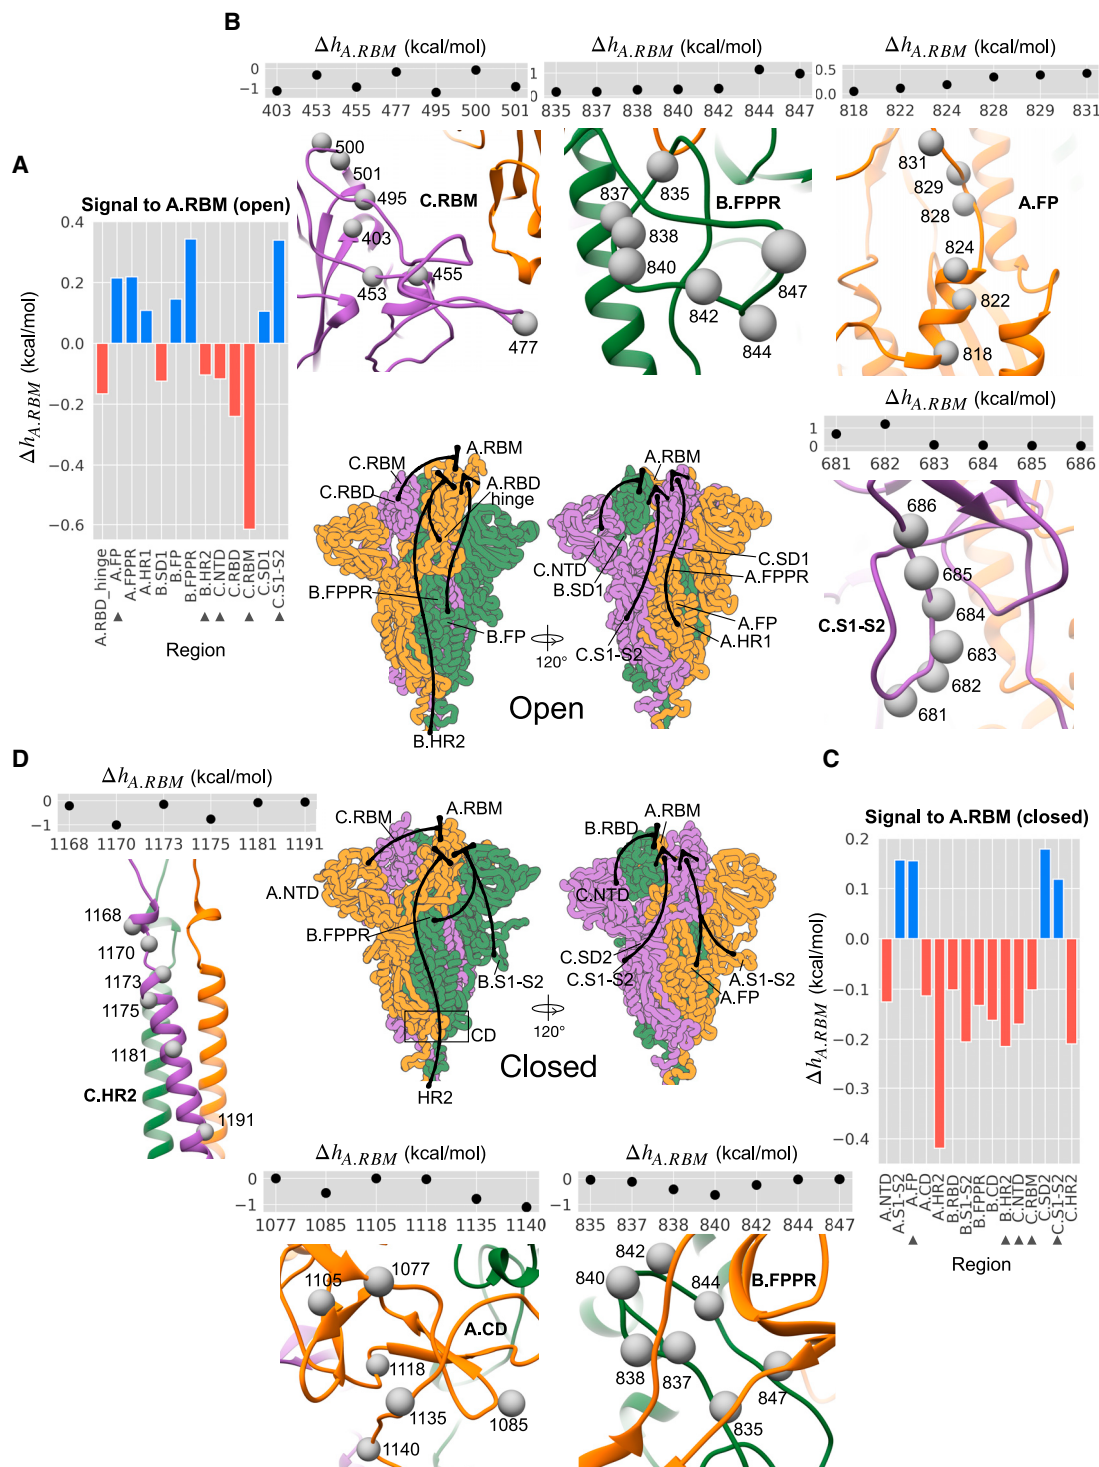 B
Δh_A.RBM (kcal/mol)
0
−1
403 453 455 477 495 500 501
Δh_A.RBM (kcal/mol)
1
0
835 837 838 840 842 844 847
Δh_A.RBM (kcal/mol)
0.5
0.0
818 822 824 828 829 831
500
501
495
C.RBM
403
455
453
477
837
835
B.FPPR
838
840
842
847
844
831
829
A.FP
828
824
822
818
A
Signal to A.RBM (open)
0.4
0.2
0.0
−0.2
−0.4
−0.6
Δh_A.RBM (kcal/mol)
A.RBD_hinge
A.FP
A.FPPR
A.HR1
B.SD1
B.FP
B.FPPR
B.HR2
C.NTD
C.RBD
C.RBM
C.SD1
C.S1-S2
▲ ▲ ▲ ▲ ▲
Region
A.RBM
C.RBM
C.RBD
A.RBD
hinge
B.FPPR
B.FP
B.HR2
120°
Open
A.RBM
C.NTD
B.SD1
C.SD1
A.FPPR
A.FP
A.HR1
C.S1-S2
Δh_A.RBM (kcal/mol)
1
0
681 682 683 684 685 686
686
685
684
C.S1-S2
683
682
681
D
Δh_A.RBM (kcal/mol)
0
−1
1168 1170 1173 1175 1181 1191
1168
1170
1173
1175
1181
C.HR2
1191
A.RBM
C.RBM
A.NTD
B.FPPR
B.S1-S2
CD
HR2
120°
Closed
A.RBM
B.RBD
C.NTD
C.SD2
C.S1-S2
A.S1-S2
A.FP
C
Signal to A.RBM (closed)
0.2
0.1
0.0
−0.1
−0.2
−0.3
−0.4
Δh_A.RBM (kcal/mol)
A.NTD
A.S1-S2
A.FP
A.CD
A.HR2
B.RBD
B.S1-S2
B.FPPR
B.CD
B.HR2
C.NTD
C.RBM
C.SD2
C.S1-S2
C.HR2
▲ ▲ ▲ ▲ ▲
Region
Δh_A.RBM (kcal/mol)
0
−1
1077 1085 1105 1118 1135 1140
Δh_A.RBM (kcal/mol)
0
−1
835 837 838 840 842 844 847
1077
1105
A.CD
1118
1135
1085
1140
842
840
844
B.FPPR
838
837
847
835